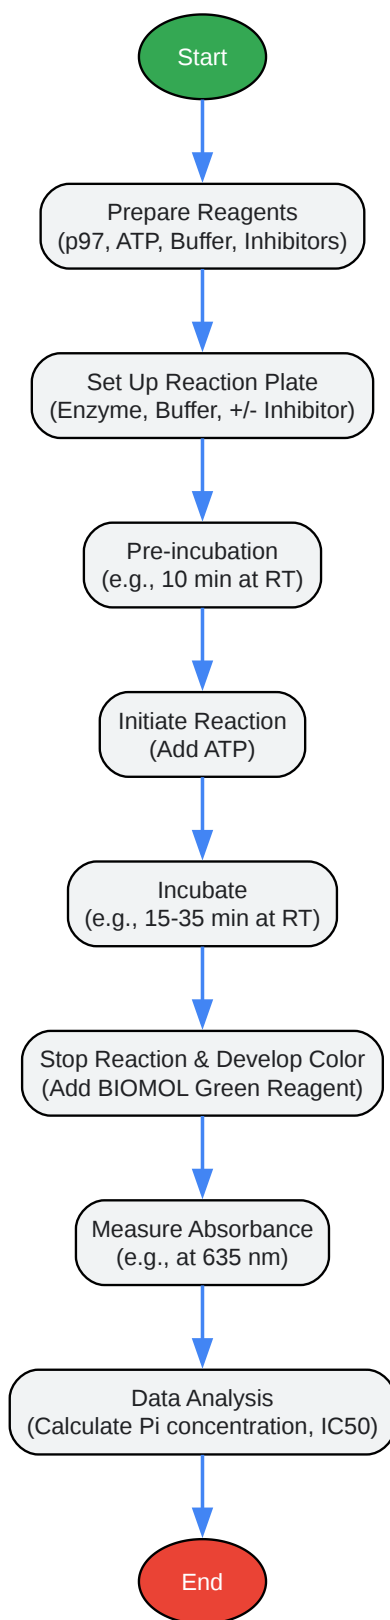 Start
Prepare Reagents
(p97, ATP, Buffer, Inhibitors)
Set Up Reaction Plate
(Enzyme, Buffer, +/- Inhibitor)
Pre-incubation
(e.g., 10 min at RT)
Initiate Reaction
(Add ATP)
Incubate
(e.g., 15-35 min at RT)
Stop Reaction & Develop Color
(Add BIOMOL Green Reagent)
Measure Absorbance
(e.g., at 635 nm)
Data Analysis
(Calculate Pi concentration, IC50)
End